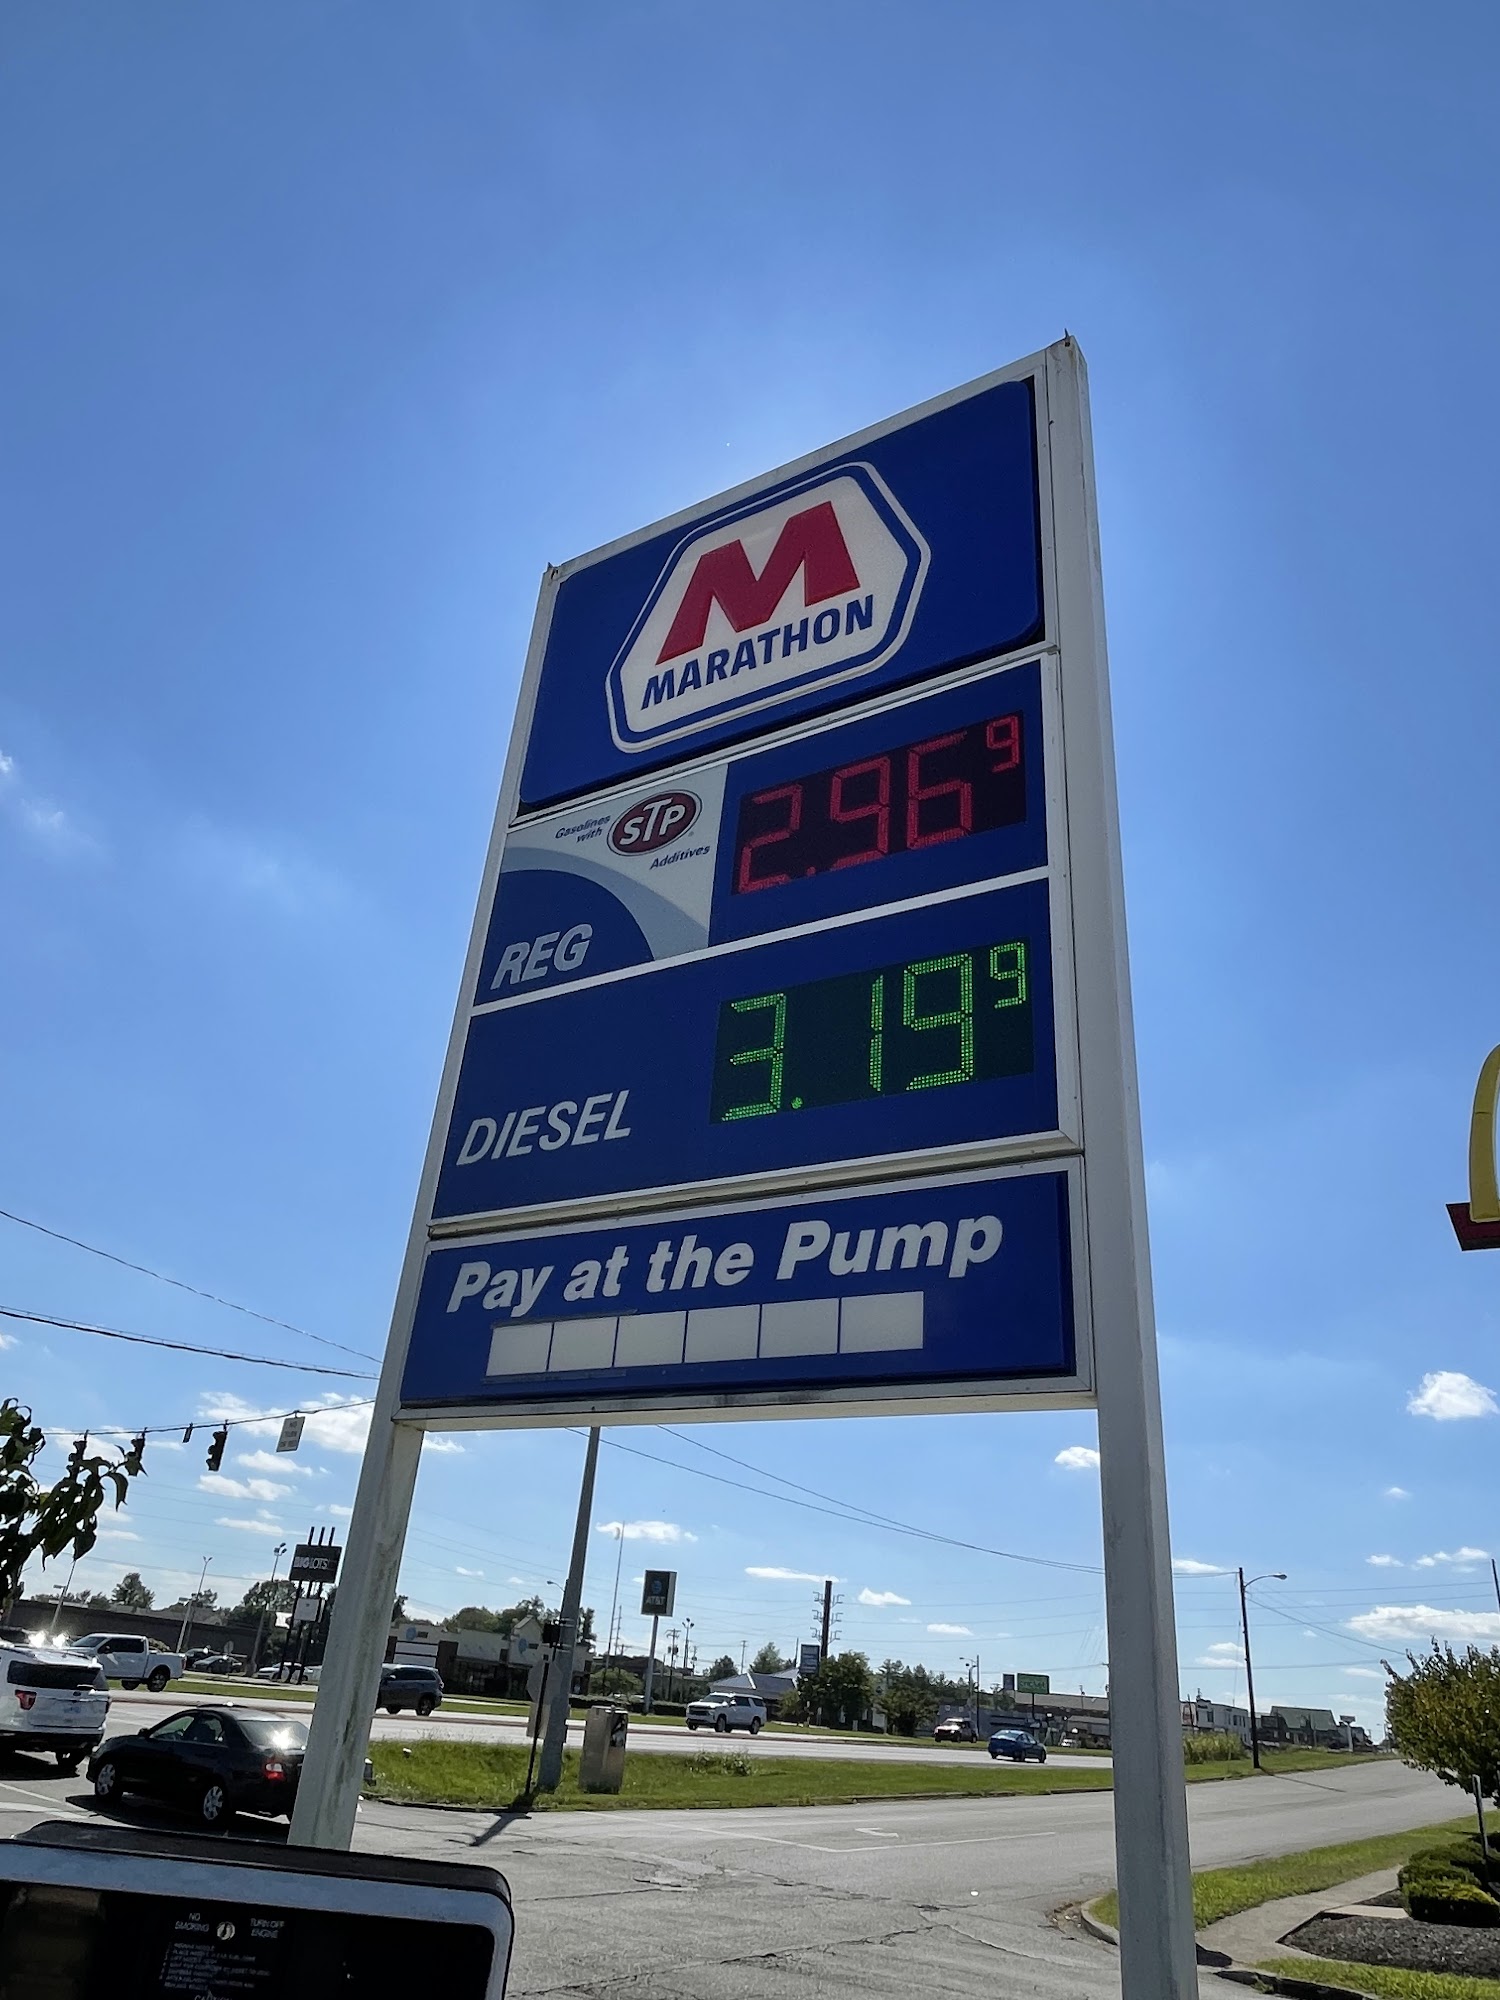 M
MARATHON
Gasolines
with
STP
Additives
2.96 9
REG
3.19 9
DIESEL
Pay at the Pump
BIG LOTS
AT&T
NO
SMOKING
TURN OFF
ENGINE